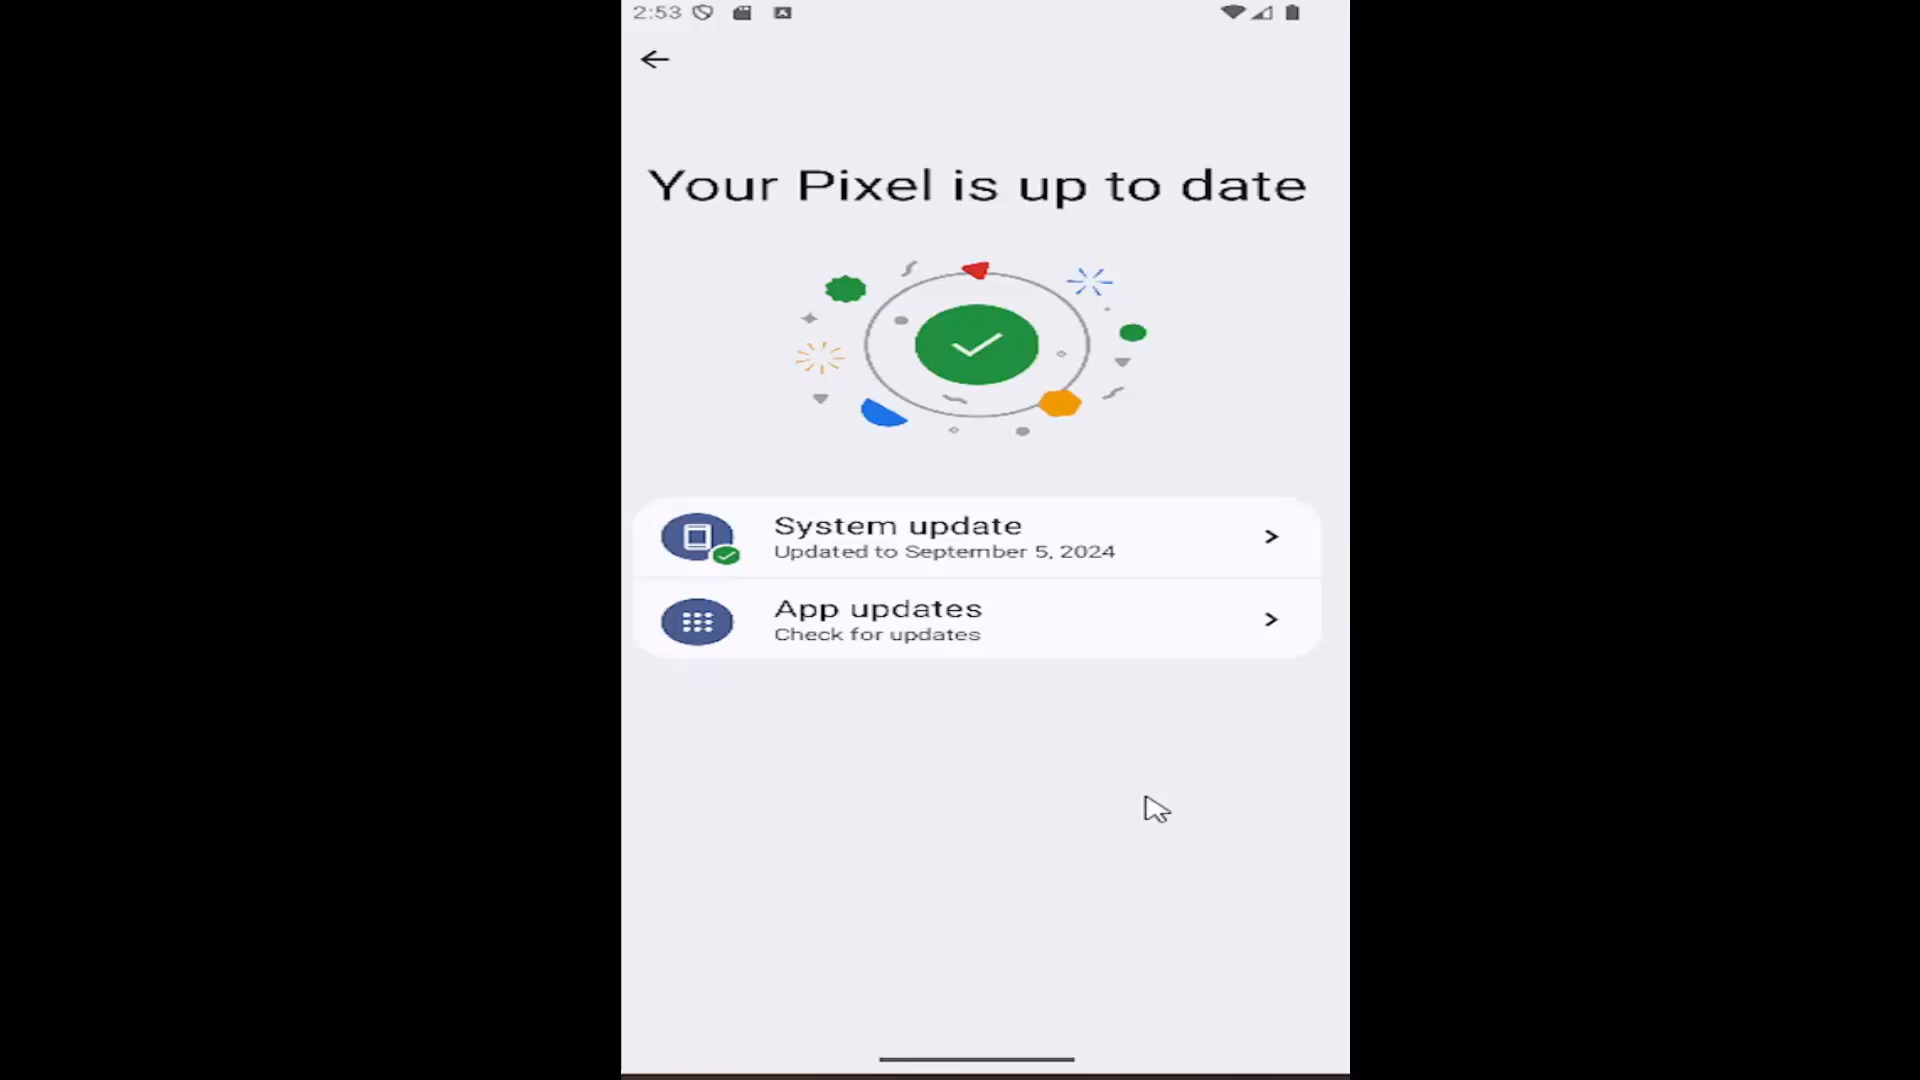 2:53
Your Pixel is up to date
System update
Updated to September 5, 2024
App updates
Check for updates